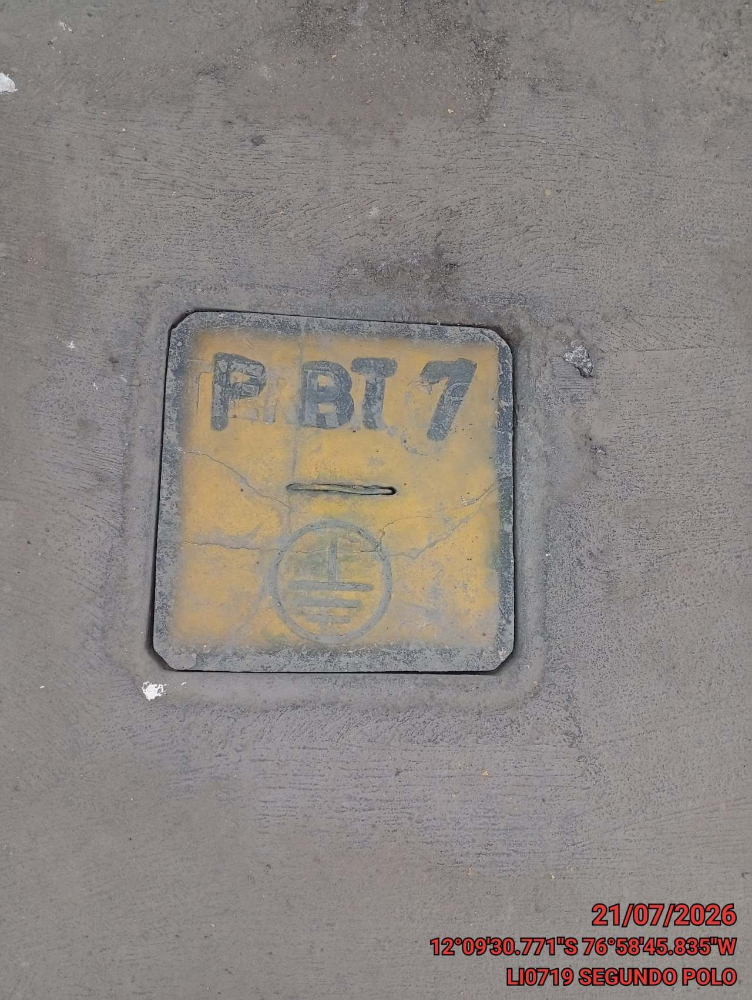 P BT 7
21/07/2026
12°09'30.771"S 76°58'45.835"W
LI0719 SEGUNDO POLO